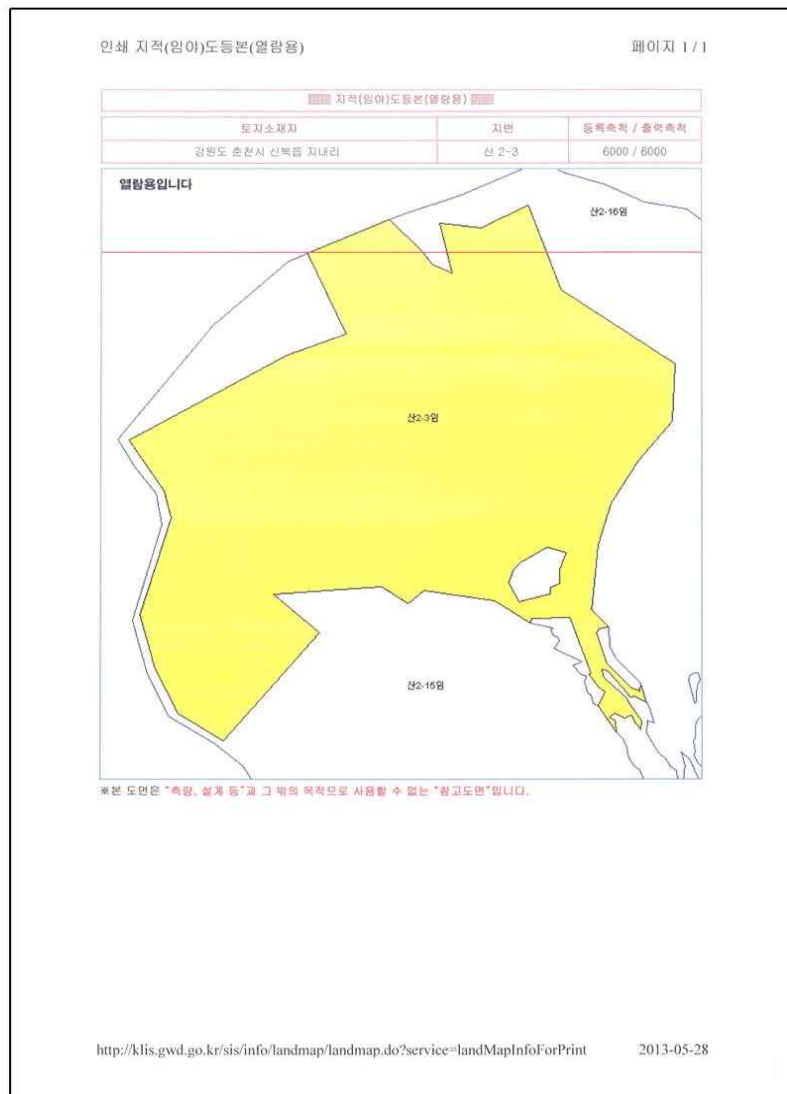 인쇄 지적(임야)도등본(열람용) 페이지 1 / 1
지적(임야)도등본(열람용)
토지소재지 지번 등록축척 / 출력축척
강원도 춘천시 신북읍 지내리 산 2-3 6000 / 6000
열람용입니다
산2-16임
산2-3임
산2-15임
※본 도면은 "측량, 설계 등"과 그 밖의 목적으로 사용할 수 없는 "참고도면"입니다.
http://klis.gwd.go.kr/sis/info/landmap/landmap.do?service=landMapInfoForPrint 2013-05-28